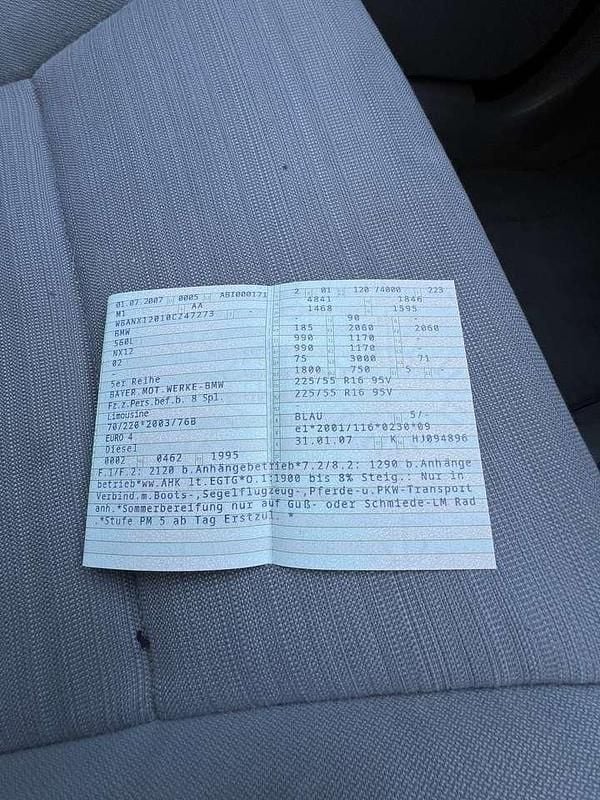 01.07.2007 0005 ABI000171
M1 AA
WBANX12010CZ47273 -
BMW
560L
NX12
02
5er Reihe
BAYER.MOT.WERKE-BMW
Fz.z.Pers.bef.b. 8 Spl.
Limousine
70/220*2003/76B
EURO 4
Diesel
0002 0462 1995
2 01 120 /4000 223
4841 1846
1468 1595
- 90 -
185 2060 2060
990 1170 -
990 1170 -
75 3000 71
1800 750 5 -
225/55 R16 95V
225/55 R16 95V
BLAU 5/-
e1*2001/116*0230*09
31.01.07 K HJ094896
F.1/F.2: 2120 b.Anhängebetrieb*7.2/8.2: 1290 b.Anhänge
betrieb*ww.AHK lt.EGTG*O.1:1900 bis 8% Steig.: Nur in
Verbind.m.Boots-,Segelflugzeug-,Pferde-u.PKW-Transport
anh.*Sommerbereifung nur auf Guß- oder Schmiede-LM Rad
.*Stufe PM 5 ab Tag Erstzul. *